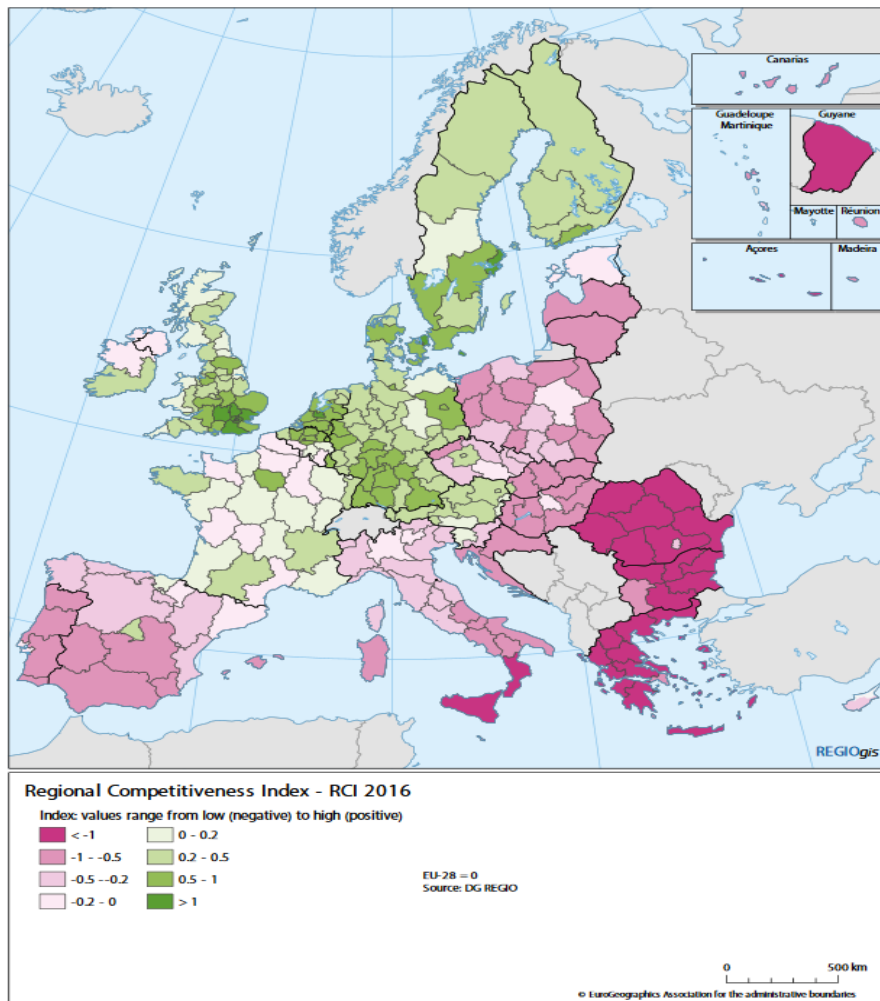 Canarias
Guadeloupe
Martinique
Guyane
Mayotte
Réunion
Açores
Madeira
REGIOgis
Regional Competitiveness Index - RCI 2016
Index: values range from low (negative) to high (positive)
< -1
0 - 0.2
-1 - -0.5
0.2 - 0.5
-0.5 --0.2
0.5 - 1
-0.2 - 0
> 1
EU-28 = 0
Source: DG REGIO
0
500 km
© EuroGeographics Association for the administrative boundaries